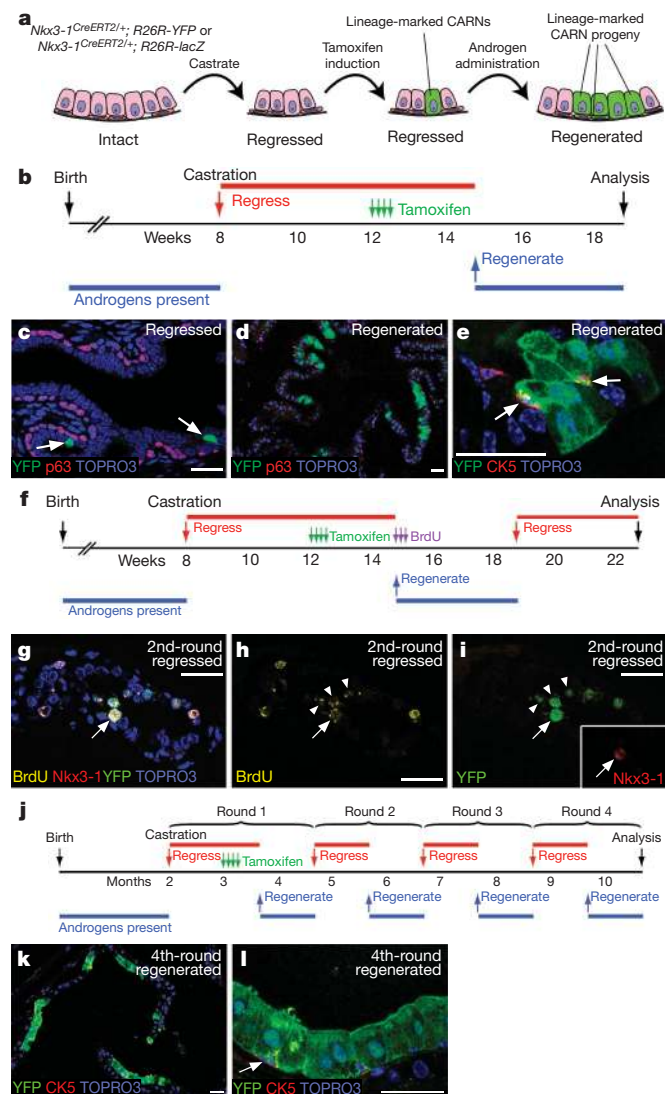 a
Nkx3-1CreERT2/+; R26R-YFP or
Nkx3-1CreERT2/+; R26R-lacZ
Castrate
Tamoxifen
induction
Lineage-marked CARNs
Androgen
administration
Lineage-marked
CARN progeny
Intact
Regressed
Regressed
Regenerated
b
Birth
Castration
Analysis
Regress
Tamoxifen
Weeks 8 10 12 14 16 18
Regenerate
Androgens present
c Regressed
YFP p63 TOPRO3
d Regenerated
YFP p63 TOPRO3
e Regenerated
YFP CK5 TOPRO3
f
Birth
Castration
Analysis
Regress
Tamoxifen
BrdU
Regress
Weeks 8 10 12 14 16 18 20 22
Regenerate
Androgens present
g 2nd-round
regressed
BrdU Nkx3-1 YFP TOPRO3
h 2nd-round
regressed
BrdU
i 2nd-round
regressed
YFP
Nkx3-1
j
Round 1 Round 2 Round 3 Round 4
Birth
Castration
Analysis
Regress
Tamoxifen
Regress
Regress
Regress
Months 2 3 4 5 6 7 8 9 10
Regenerate
Regenerate
Regenerate
Regenerate
Androgens present
k 4th-round
regenerated
YFP CK5 TOPRO3
l 4th-round
regenerated
YFP CK5 TOPRO3